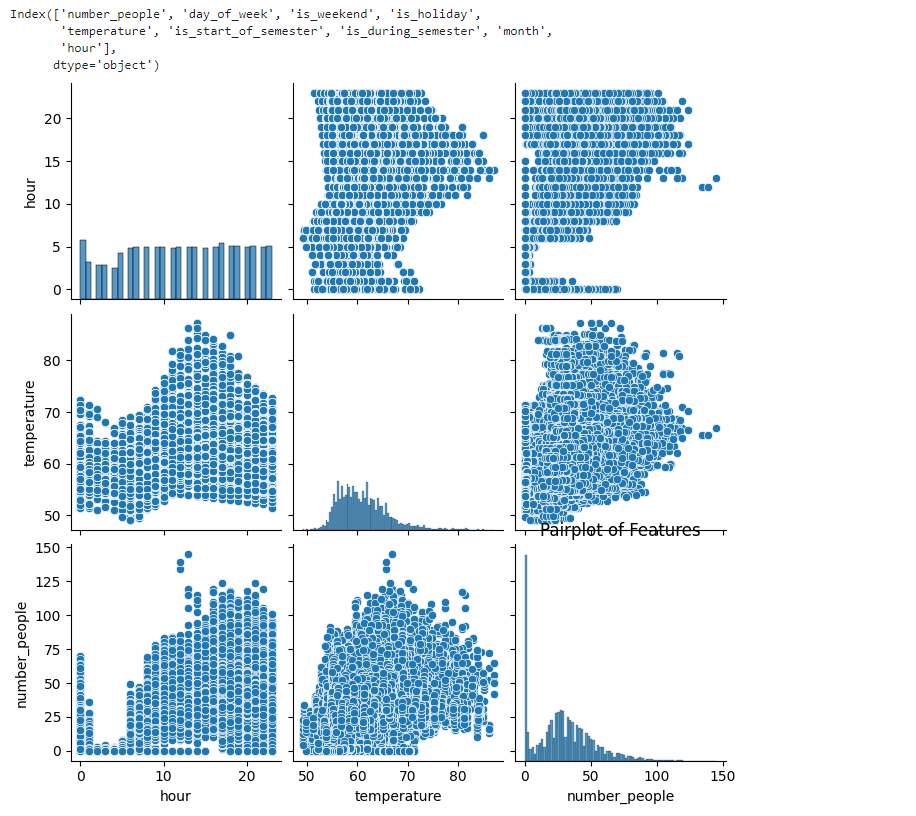 Index(['number_people', 'day_of_week', 'is_weekend', 'is_holiday',
'temperature', 'is_start_of_semester', 'is_during_semester', 'month',
'hour'],
dtype='object')
20
15
10
5
0
hour
80
70
60
50
temperature
Pairplot of Features
150
125
100
75
50
25
0
number_people
0 10 20
50 60 70 80
0 50 100 150
hour
temperature
number_people